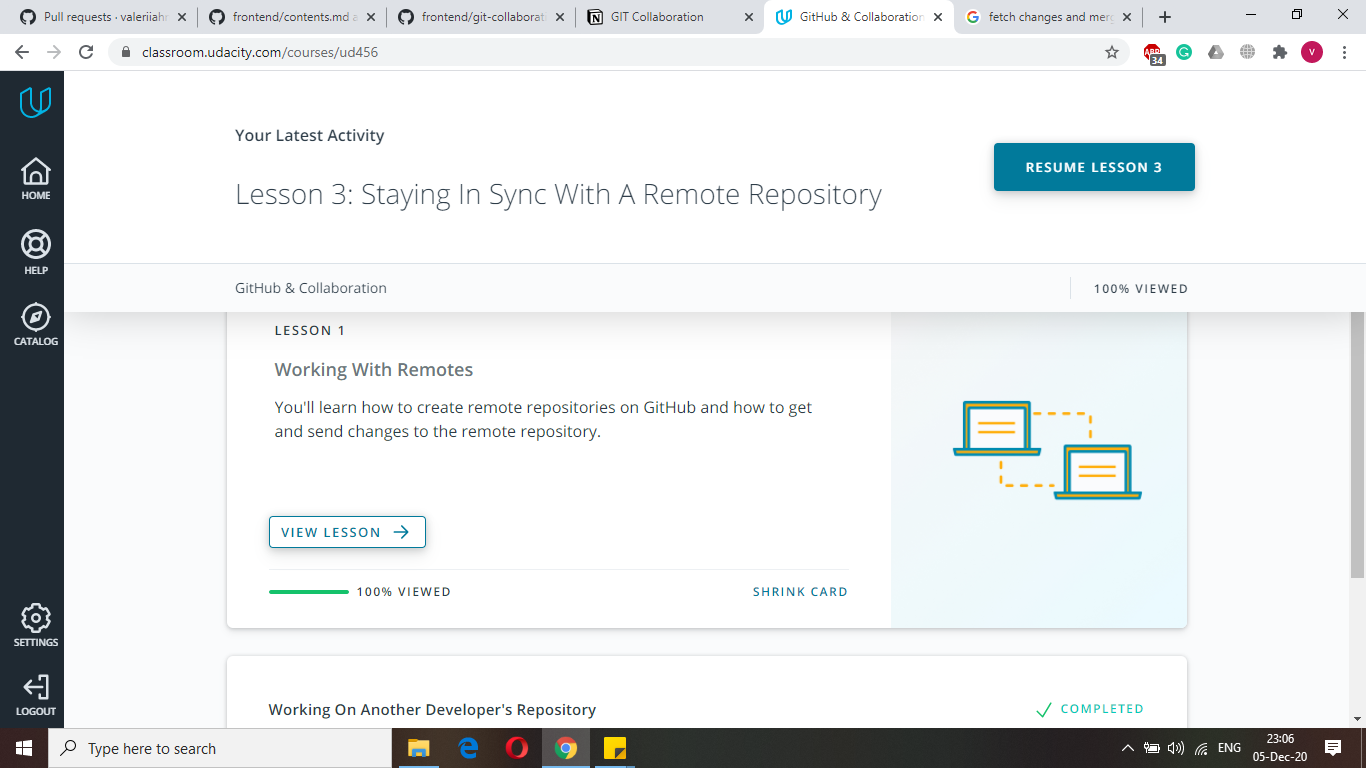 Pull requests · valeriiahr
frontend/contents.md a
frontend/git-collaborati
GIT Collaboration
GitHub & Collaboration
fetch changes and merg
classroom.udacity.com/courses/ud456
ABP
34
V
HOME
HELP
CATALOG
SETTINGS
LOGOUT
Your Latest Activity
Lesson 3: Staying In Sync With A Remote Repository
RESUME LESSON 3
GitHub & Collaboration
100% VIEWED
LESSON 1
Working With Remotes
You'll learn how to create remote repositories on GitHub and how to get
and send changes to the remote repository.
VIEW LESSON
100% VIEWED
SHRINK CARD
Working On Another Developer's Repository
COMPLETED
Type here to search
ENG
23:06
05-Dec-20